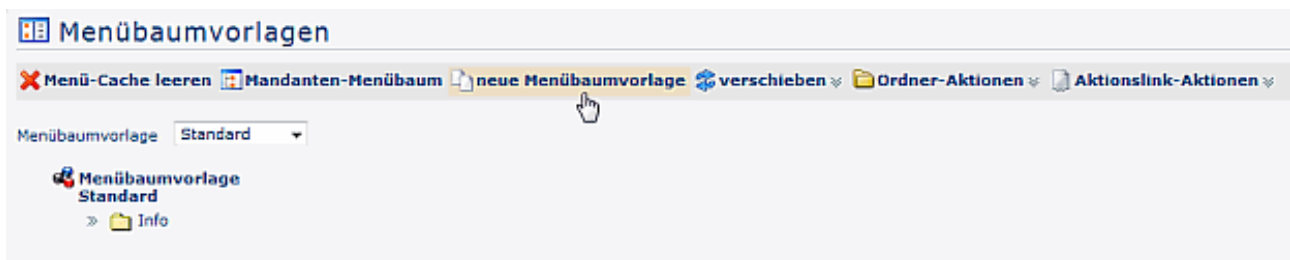 Menübaumvorlagen
Menü-Cache leeren Mandanten-Menübaum neue Menübaumvorlage verschieben Ordner-Aktionen Aktionslink-Aktionen
Menübaumvorlage Standard
Menübaumvorlage
Standard
» Info